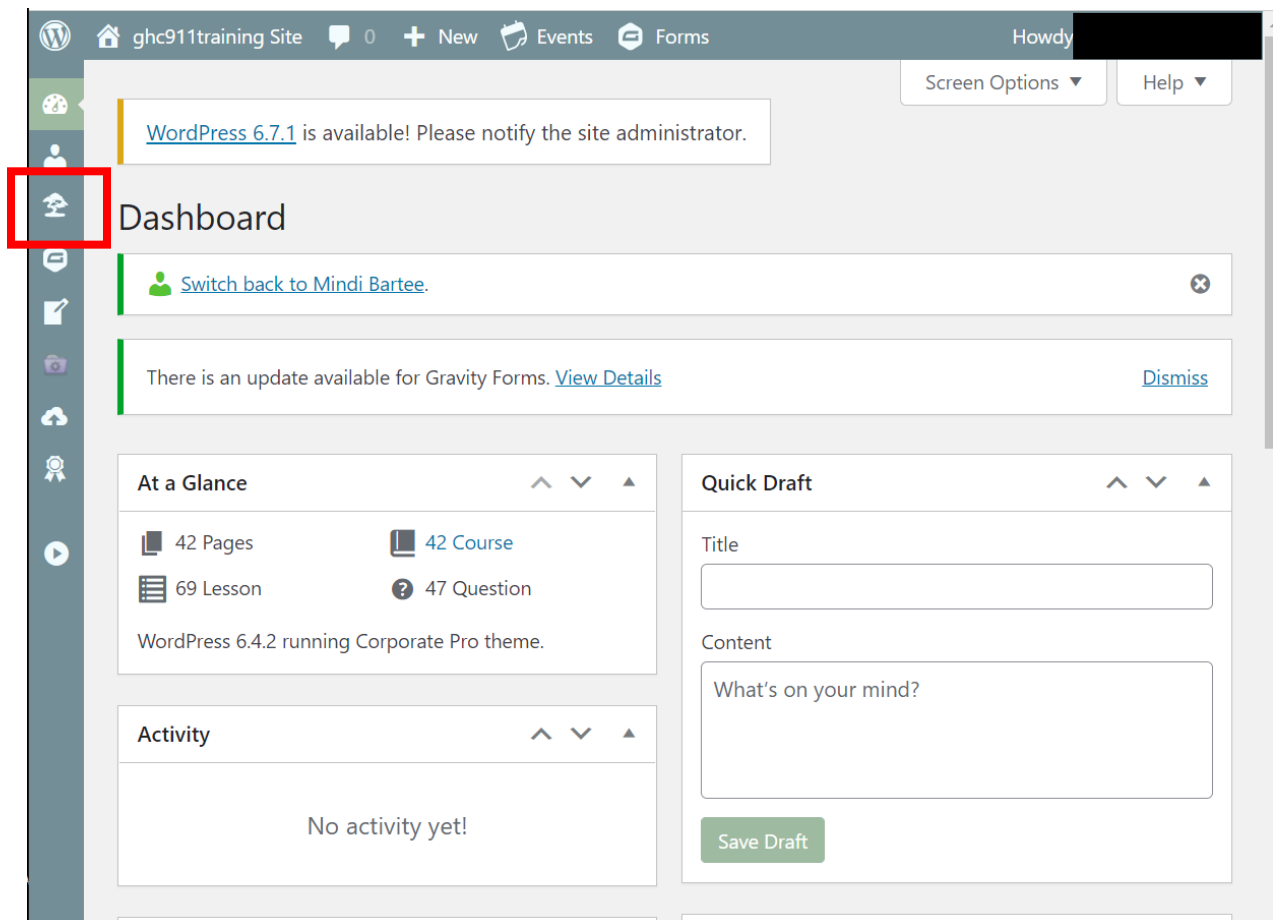 ghc911training Site 0 New Events Forms Howdy
Screen Options Help
WordPress 6.7.1 is available! Please notify the site administrator.
Dashboard
Switch back to Mindi Bartee.
There is an update available for Gravity Forms. View Details Dismiss
At a Glance
42 Pages 42 Course
69 Lesson 47 Question
WordPress 6.4.2 running Corporate Pro theme.
Activity
No activity yet!
Quick Draft
Title
Content
What's on your mind?
Save Draft